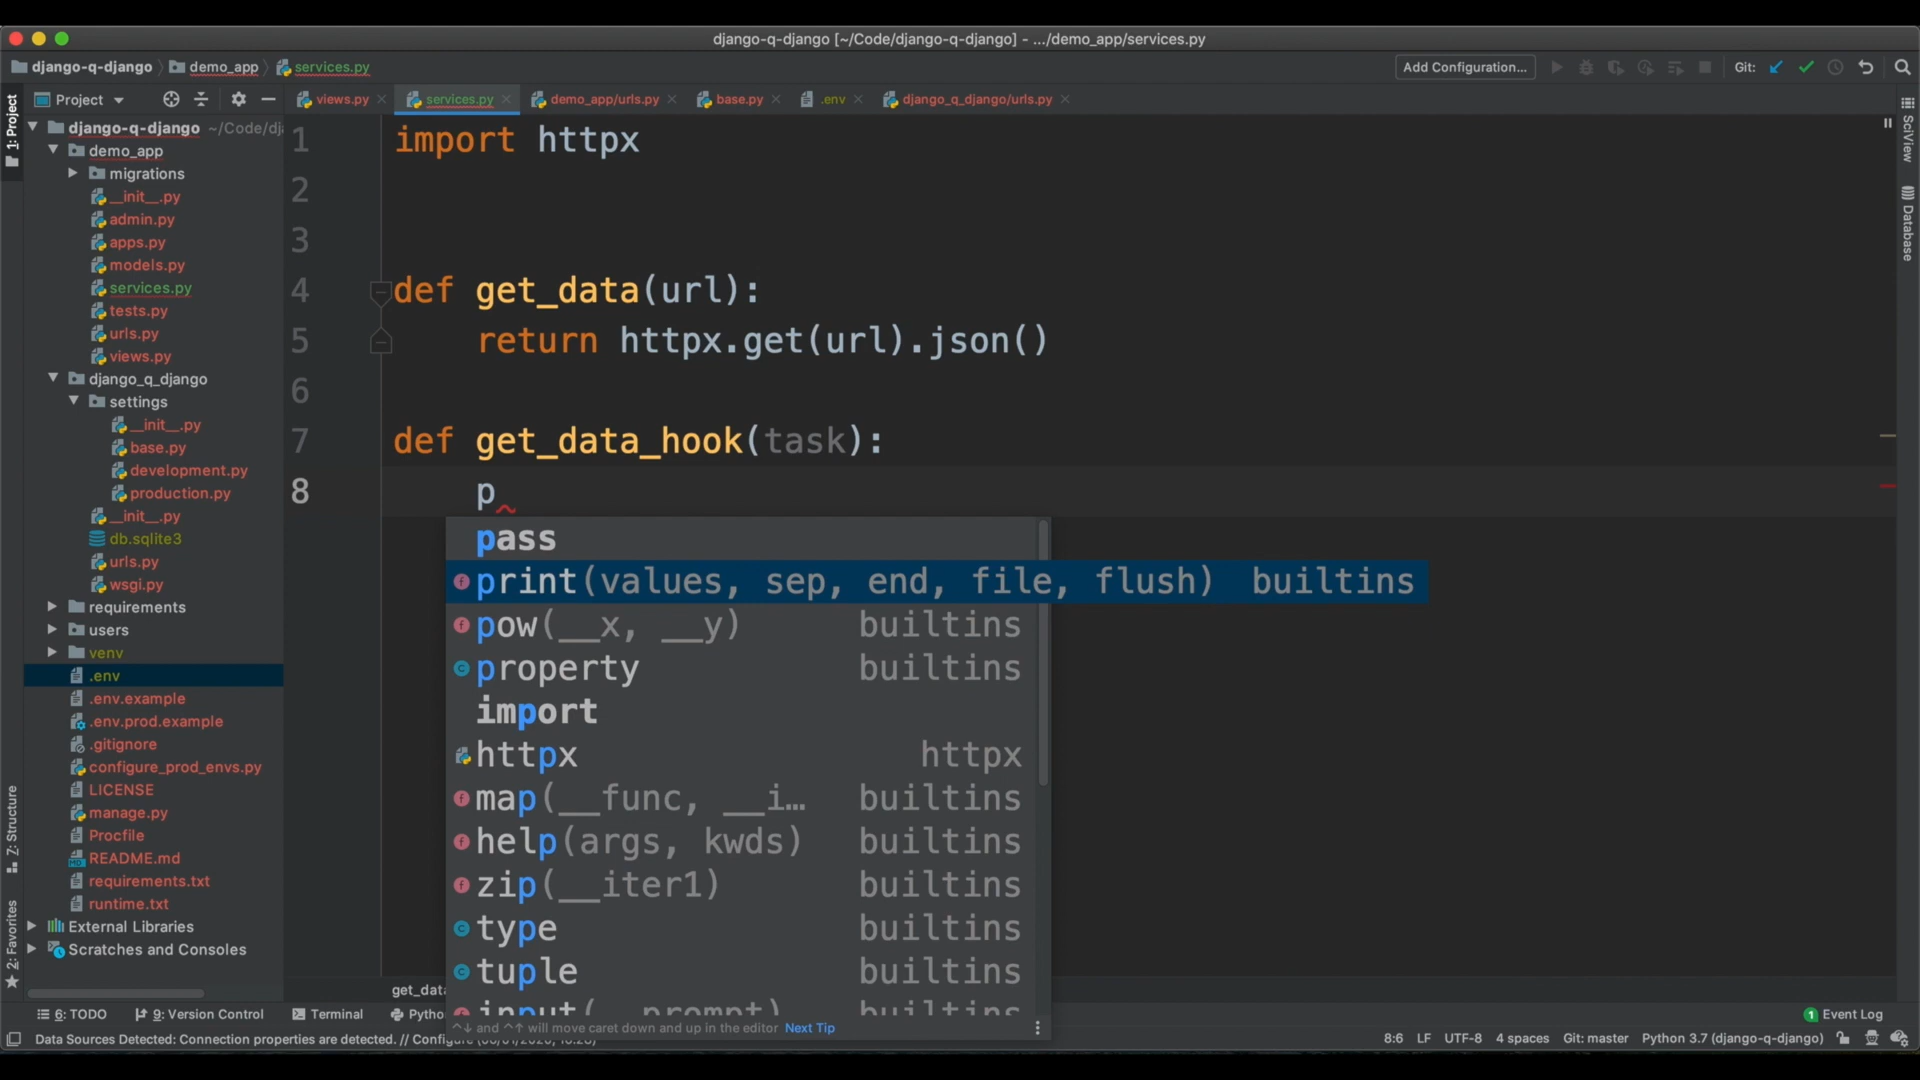 django-q-django [~/Code/django-q-django] - .../demo_app/services.py
django-q-django demo_app services.py Add Configuration... Git:
Project views.py services.py demo_app/urls.py base.py .env django_q_django/urls.py
1: Project
SciView
Database
django-q-django ~/Code/dj
demo_app
migrations
__init__.py
admin.py
apps.py
models.py
services.py
tests.py
urls.py
views.py
django_q_django
settings
__init__.py
base.py
development.py
production.py
__init__.py
db.sqlite3
urls.py
wsgi.py
requirements
users
venv
.env
.env.example
.env.prod.example
.gitignore
configure_prod_envs.py
LICENSE
manage.py
Procfile
README.md
requirements.txt
runtime.txt
External Libraries
Scratches and Consoles
Z: Structure
2: Favorites
1 import httpx
2
3
4 def get_data(url):
5 return httpx.get(url).json()
6
7 def get_data_hook(task):
8 p
pass
print(values, sep, end, file, flush) builtins
pow(__x, __y) builtins
property builtins
import
httpx httpx
map(__func, __i... builtins
help(args, kwds) builtins
zip(__iter1) builtins
type builtins
tuple builtins
input(__prompt) builtins
^↓ and ^↑ will move caret down and up in the editor Next Tip
get_data
6: TODO 9: Version Control Terminal Pytho
1 Event Log
Data Sources Detected: Connection properties are detected. // Configure
8:6 LF UTF-8 4 spaces Git: master Python 3.7 (django-q-django)